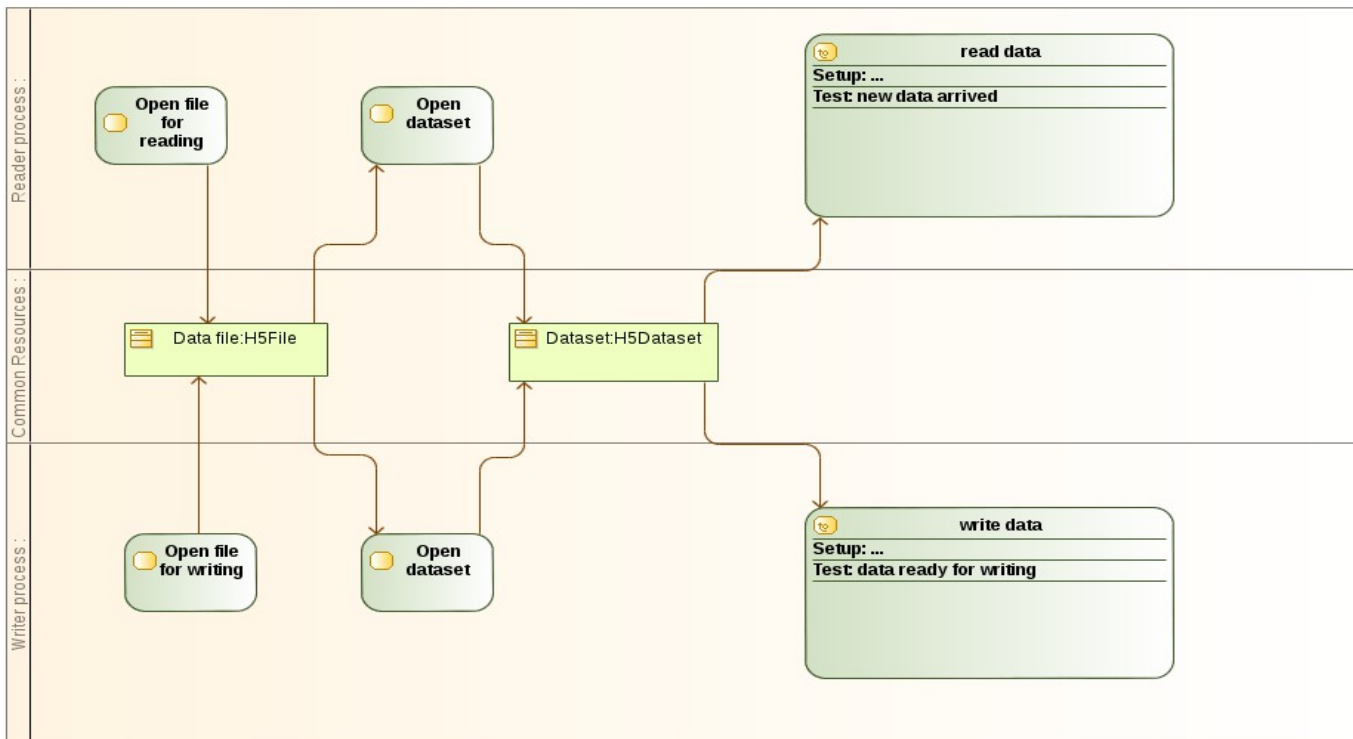 Reader process :
Open file
for
reading
Open
dataset
read data
Setup: ...
Test: new data arrived
Common Resources :
Data file:H5File
Dataset:H5Dataset
Writer process :
Open file
for writing
Open
dataset
write data
Setup: ...
Test: data ready for writing